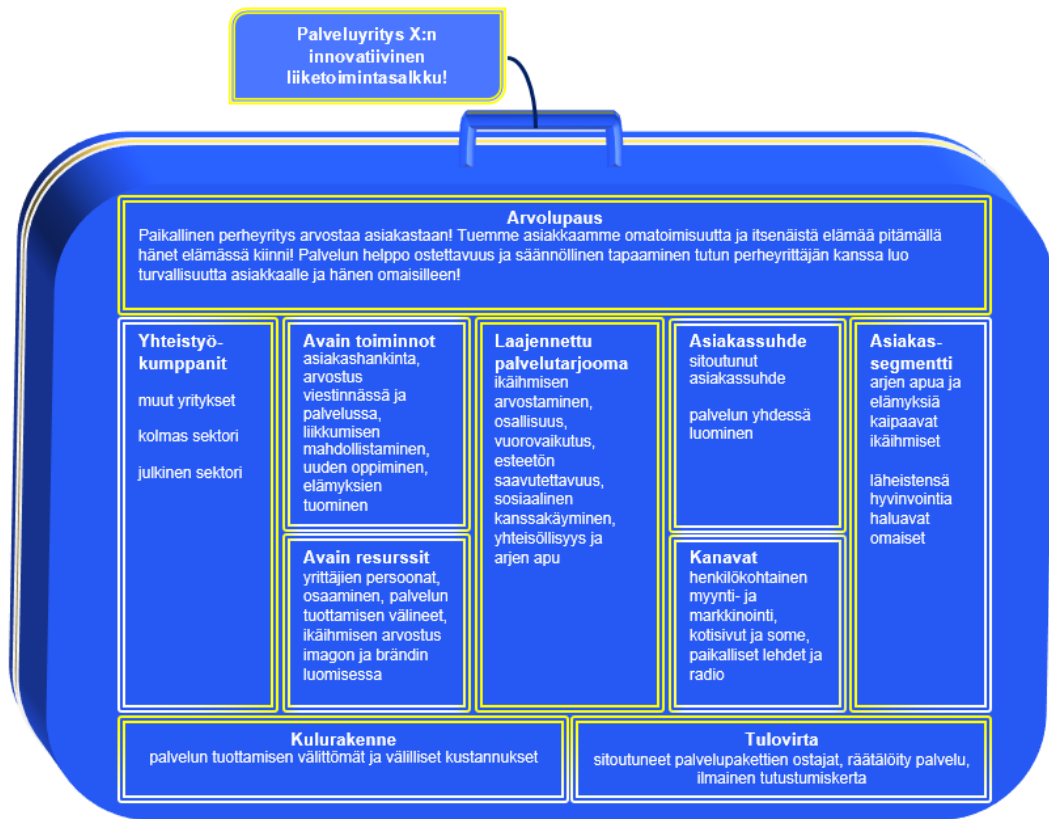 Palveluyritys X:n
innovatiivinen
liiketoimintasalkku!
Arvolupaus
Paikallinen perheyritys arvostaa asiakastaan! Tuemme asiakkaamme omatoimisuutta ja itsenäistä elämää pitämällä
hänet elämässä kiinni! Palvelun helppo ostettavuus ja säännöllinen tapaaminen tutun perheyrittäjän kanssa luo
turvallisuutta asiakkaalle ja hänen omaisilleen!
Yhteistyö-
kumppanit
muut yritykset
kolmas sektori
julkinen sektori
Avain toiminnot
asiakashankinta,
arvostus
viestinnässä ja
palvelussa,
liikkumisen
mahdollistaminen,
uuden oppiminen,
elämyksien
tuominen
Avain resurssit
yrittäjien persoonat,
osaaminen, palvelun
tuottamisen välineet,
ikäihmisen arvostus
imagon ja brändin
luomisessa
Laajennettu
palvelutarjooma
ikäihmisen
arvostaminen,
osallisuus,
vuorovaikutus,
esteetön
saavutettavuus,
sosiaalinen
kanssakäyminen,
yhteisöllisyys ja
arjen apu
Asiakassuhde
sitoutunut
asiakassuhde
palvelun yhdessä
luominen
Kanavat
henkilökohtainen
myynti- ja
markkinointi,
kotisivut ja some,
paikalliset lehdet ja
radio
Asiakas-
segmentti
arjen apua ja
elämyksiä
kaipaavat
ikäihmiset
läheistensä
hyvinvointia
haluavat
omaiset
Kulurakenne
palvelun tuottamisen välittömät ja välilliset kustannukset
Tulovirta
sitoutuneet palvelupakettien ostajat, räätälöity palvelu,
ilmainen tutustumiskerta